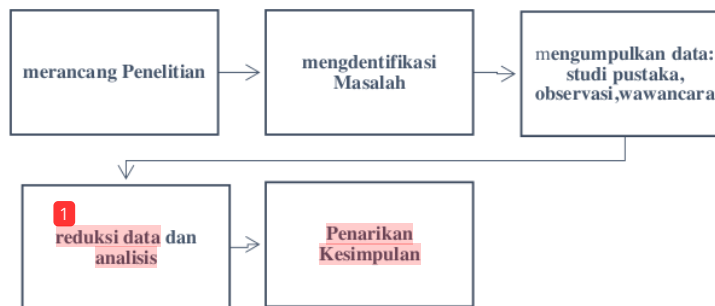 merancang Penelitian
mengdentifikasi
Masalah
mengumpulkan data:
studi pustaka,
observasi,wawancara
1
reduksi data dan
analisis
Penarikan
Kesimpulan